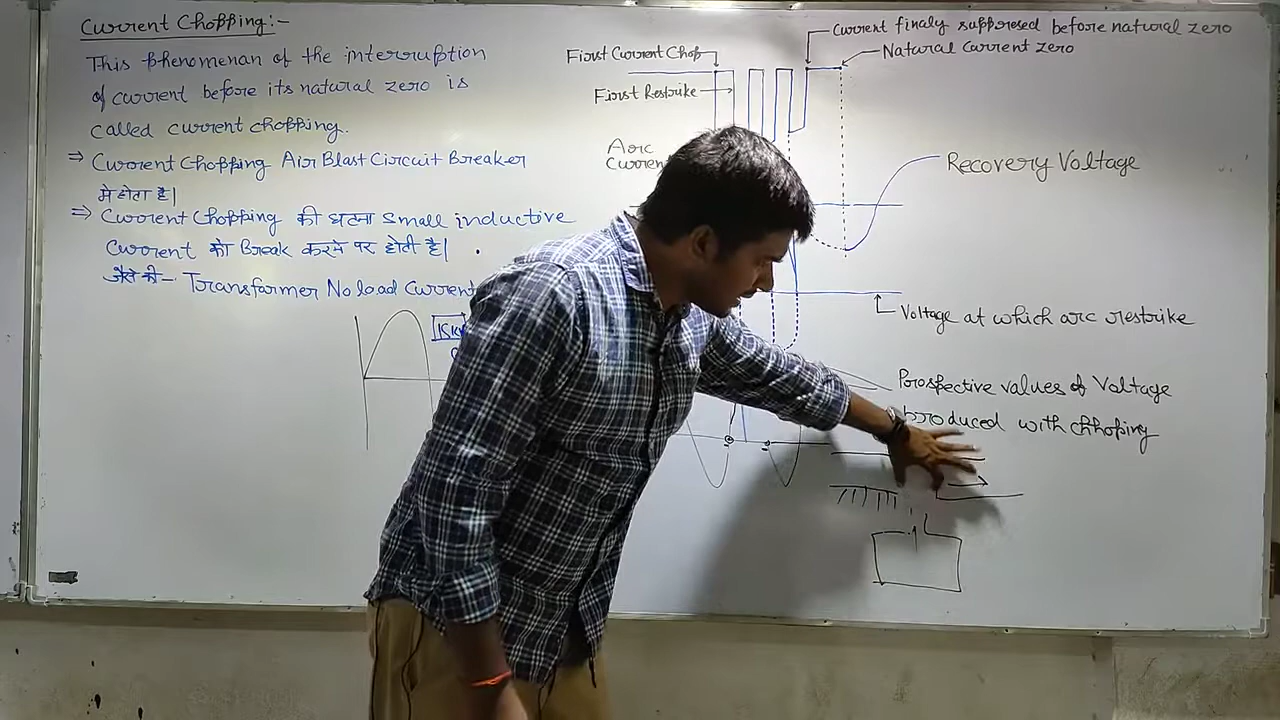 Current Chopping:-
This phenomenan of the interruption
of current before its natural zero is
called current chopping.
⇒ Current Chopping Air Blast Circuit Breaker
मे होता है|
⇒ Current Chopping की घटना small inductive
Current को Break करने पर होती है|
जैसे की- Transformer No load Current
First Current Chop
First Restrike
Arc
Current finaly suppresed before natural zero
Natural Current zero
Recovery Voltage
Voltage at which arc restrike
Prospective values of Voltage
produced with chhoping